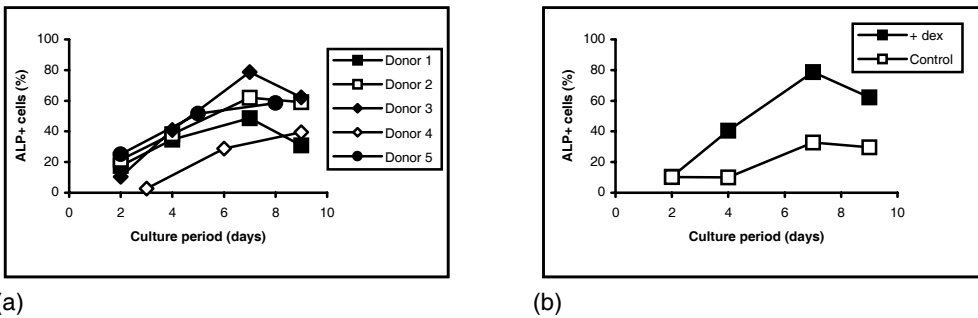 100
80
60
40
20
0
ALP+ cells (%)
0 2 4 6 8 10
Culture period (days)
Donor 1
Donor 2
Donor 3
Donor 4
Donor 5
(a)
100
80
60
40
20
0
ALP+ cells (%)
0 2 4 6 8 10
Culture period (days)
+ dex
Control
(b)